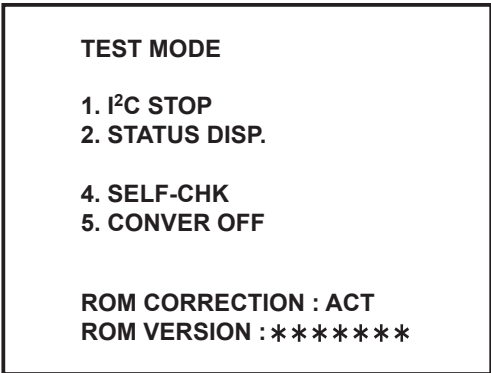 TEST MODE
1. I²C STOP
2. STATUS DISP.
4. SELF-CHK
5. CONVER OFF
ROM CORRECTION : ACT
ROM VERSION : ∗∗∗∗∗∗∗